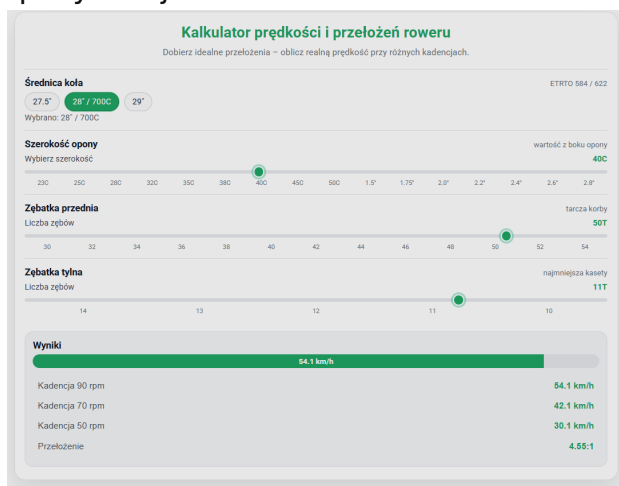 Kalkulator prędkości i przełożeń roweru
Dobierz idealne przełożenia – oblicz realną prędkość przy różnych kadencjach.
Średnica koła ETRTO 584 / 622
27.5" 28" / 700C 29"
Wybrano: 28" / 700C
Szerokość opony wartość z boku opony
Wybierz szerokość 40C
23C 25C 28C 32C 35C 38C 40C 45C 50C 1.5" 1.75" 2.0" 2.2" 2.4" 2.6" 2.8"
Zębatka przednia tarcza korby
Liczba zębów 50T
30 32 34 36 38 40 42 44 46 48 50 52 54
Zębatka tylna najmniejsza kasety
Liczba zębów 11T
14 13 12 11 10
Wyniki
54.1 km/h
Kadencja 90 rpm 54.1 km/h
Kadencja 70 rpm 42.1 km/h
Kadencja 50 rpm 30.1 km/h
Przełożenie 4.55:1